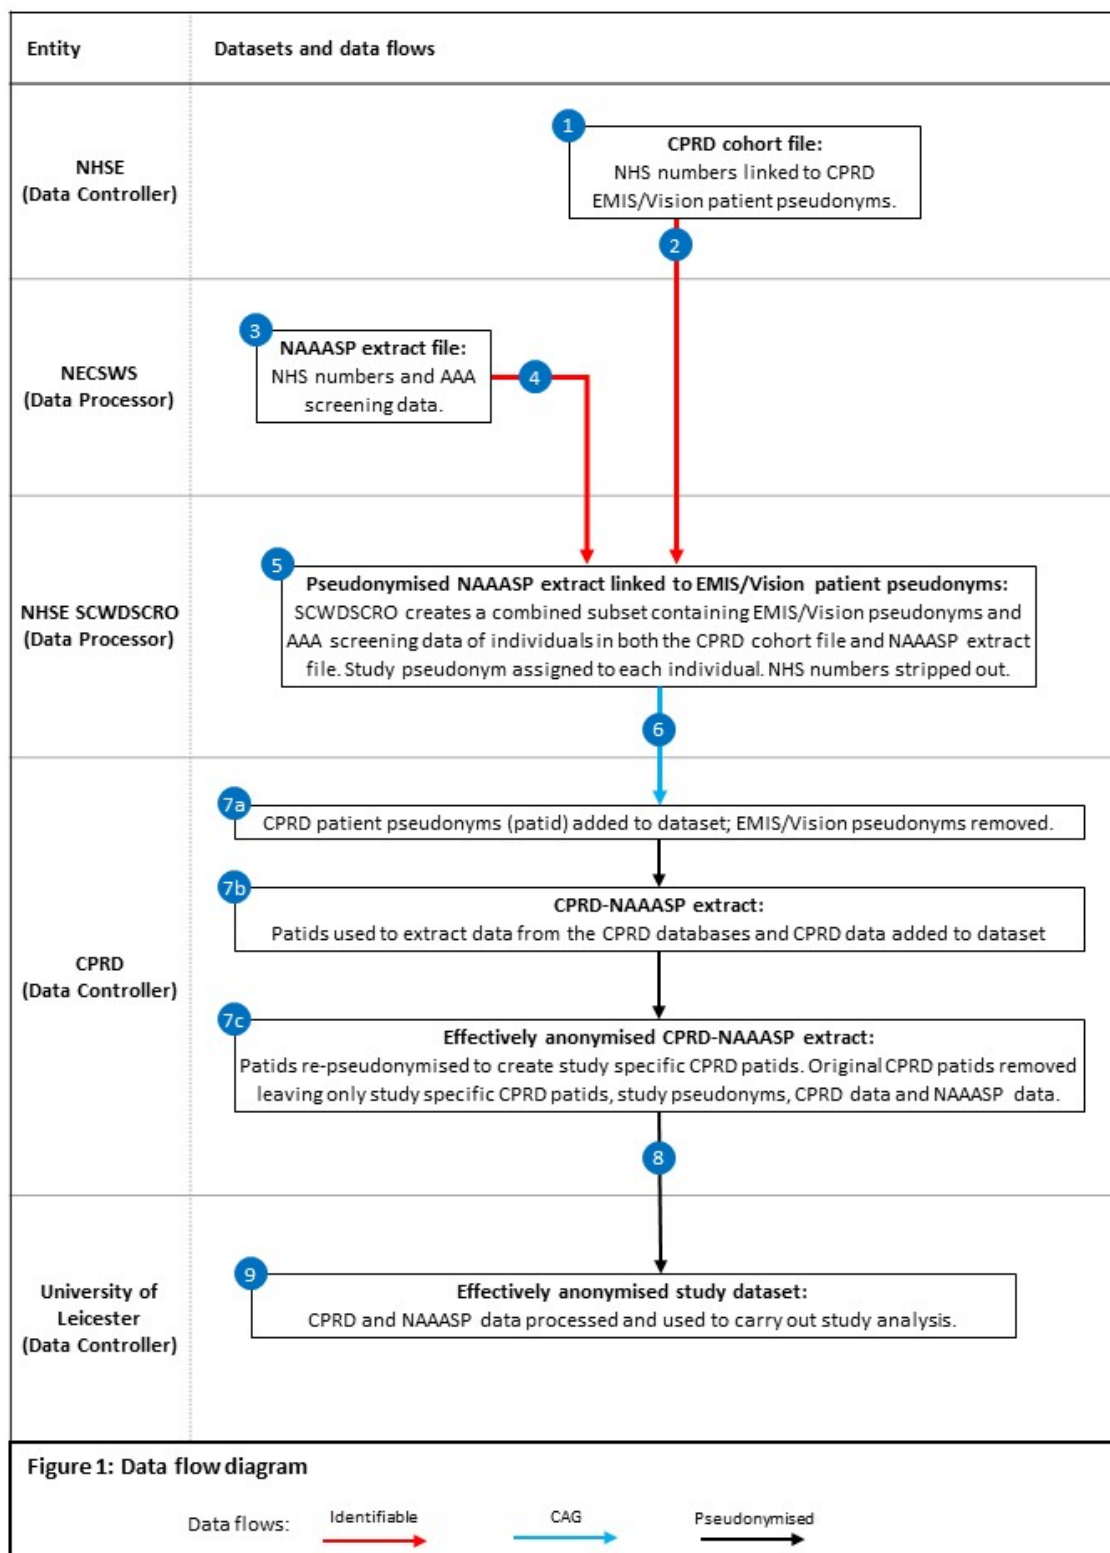 Entity
Datasets and data flows
NHSE
(Data Controller)
1
CPRD cohort file:
NHS numbers linked to CPRD
EMIS/Vision patient pseudonyms.
2
NECSWS
(Data Processor)
3
NAAASP extract file:
NHS numbers and AAA
screening data.
4
NHSE SCWDSCRO
(Data Processor)
5
Pseudonymised NAAASP extract linked to EMIS/Vision patient pseudonyms:
SCWDSCRO creates a combined subset containing EMIS/Vision pseudonyms and
AAA screening data of individuals in both the CPRD cohort file and NAAASP extract
file. Study pseudonym assigned to each individual. NHS numbers stripped out.
6
CPRD
(Data Controller)
7a
CPRD patient pseudonyms (patid) added to dataset; EMIS/Vision pseudonyms removed.
7b
CPRD-NAAASP extract:
Patids used to extract data from the CPRD databases and CPRD data added to dataset
7c
Effectively anonymised CPRD-NAAASP extract:
Patids re-pseudonymised to create study specific CPRD patids. Original CPRD patids removed
leaving only study specific CPRD patids, study pseudonyms, CPRD data and NAAASP data.
8
University of
Leicester
(Data Controller)
9
Effectively anonymised study dataset:
CPRD and NAAASP data processed and used to carry out study analysis.
Figure 1: Data flow diagram
Data flows:
Identifiable
CAG
Pseudonymised